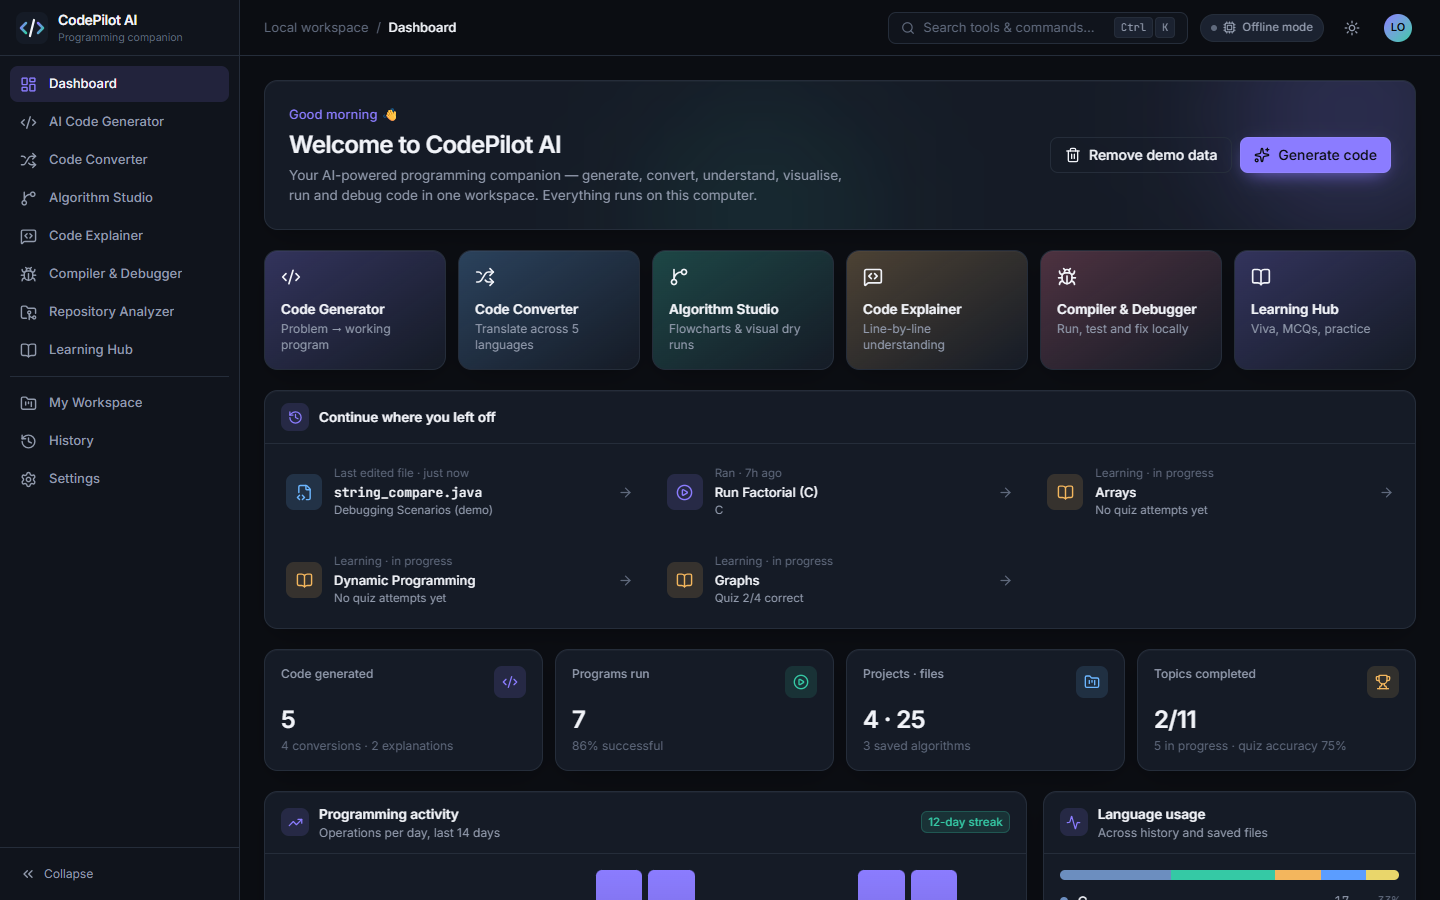 CodePilot AI
Programming companion
Local workspace / Dashboard
Search tools & commands...
Ctrl K
Offline mode
LO
Dashboard
AI Code Generator
Code Converter
Algorithm Studio
Code Explainer
Compiler & Debugger
Repository Analyzer
Learning Hub
My Workspace
History
Settings
Collapse
Good morning 👋
Welcome to CodePilot AI
Your AI-powered programming companion — generate, convert, understand, visualise,
run and debug code in one workspace. Everything runs on this computer.
Remove demo data
Generate code
Code Generator
Problem → working
program
Code Converter
Translate across 5
languages
Algorithm Studio
Flowcharts & visual dry
runs
Code Explainer
Line-by-line
understanding
Compiler & Debugger
Run, test and fix locally
Learning Hub
Viva, MCQs, practice
Continue where you left off
Last edited file · just now
string_compare.java
Debugging Scenarios (demo)
Ran · 7h ago
Run Factorial (C)
C
Learning · in progress
Arrays
No quiz attempts yet
Learning · in progress
Dynamic Programming
No quiz attempts yet
Learning · in progress
Graphs
Quiz 2/4 correct
Code generated
5
4 conversions · 2 explanations
Programs run
7
86% successful
Projects · files
4 · 25
3 saved algorithms
Topics completed
2/11
5 in progress · quiz accuracy 75%
Programming activity
Operations per day, last 14 days
12-day streak
Language usage
Across history and saved files